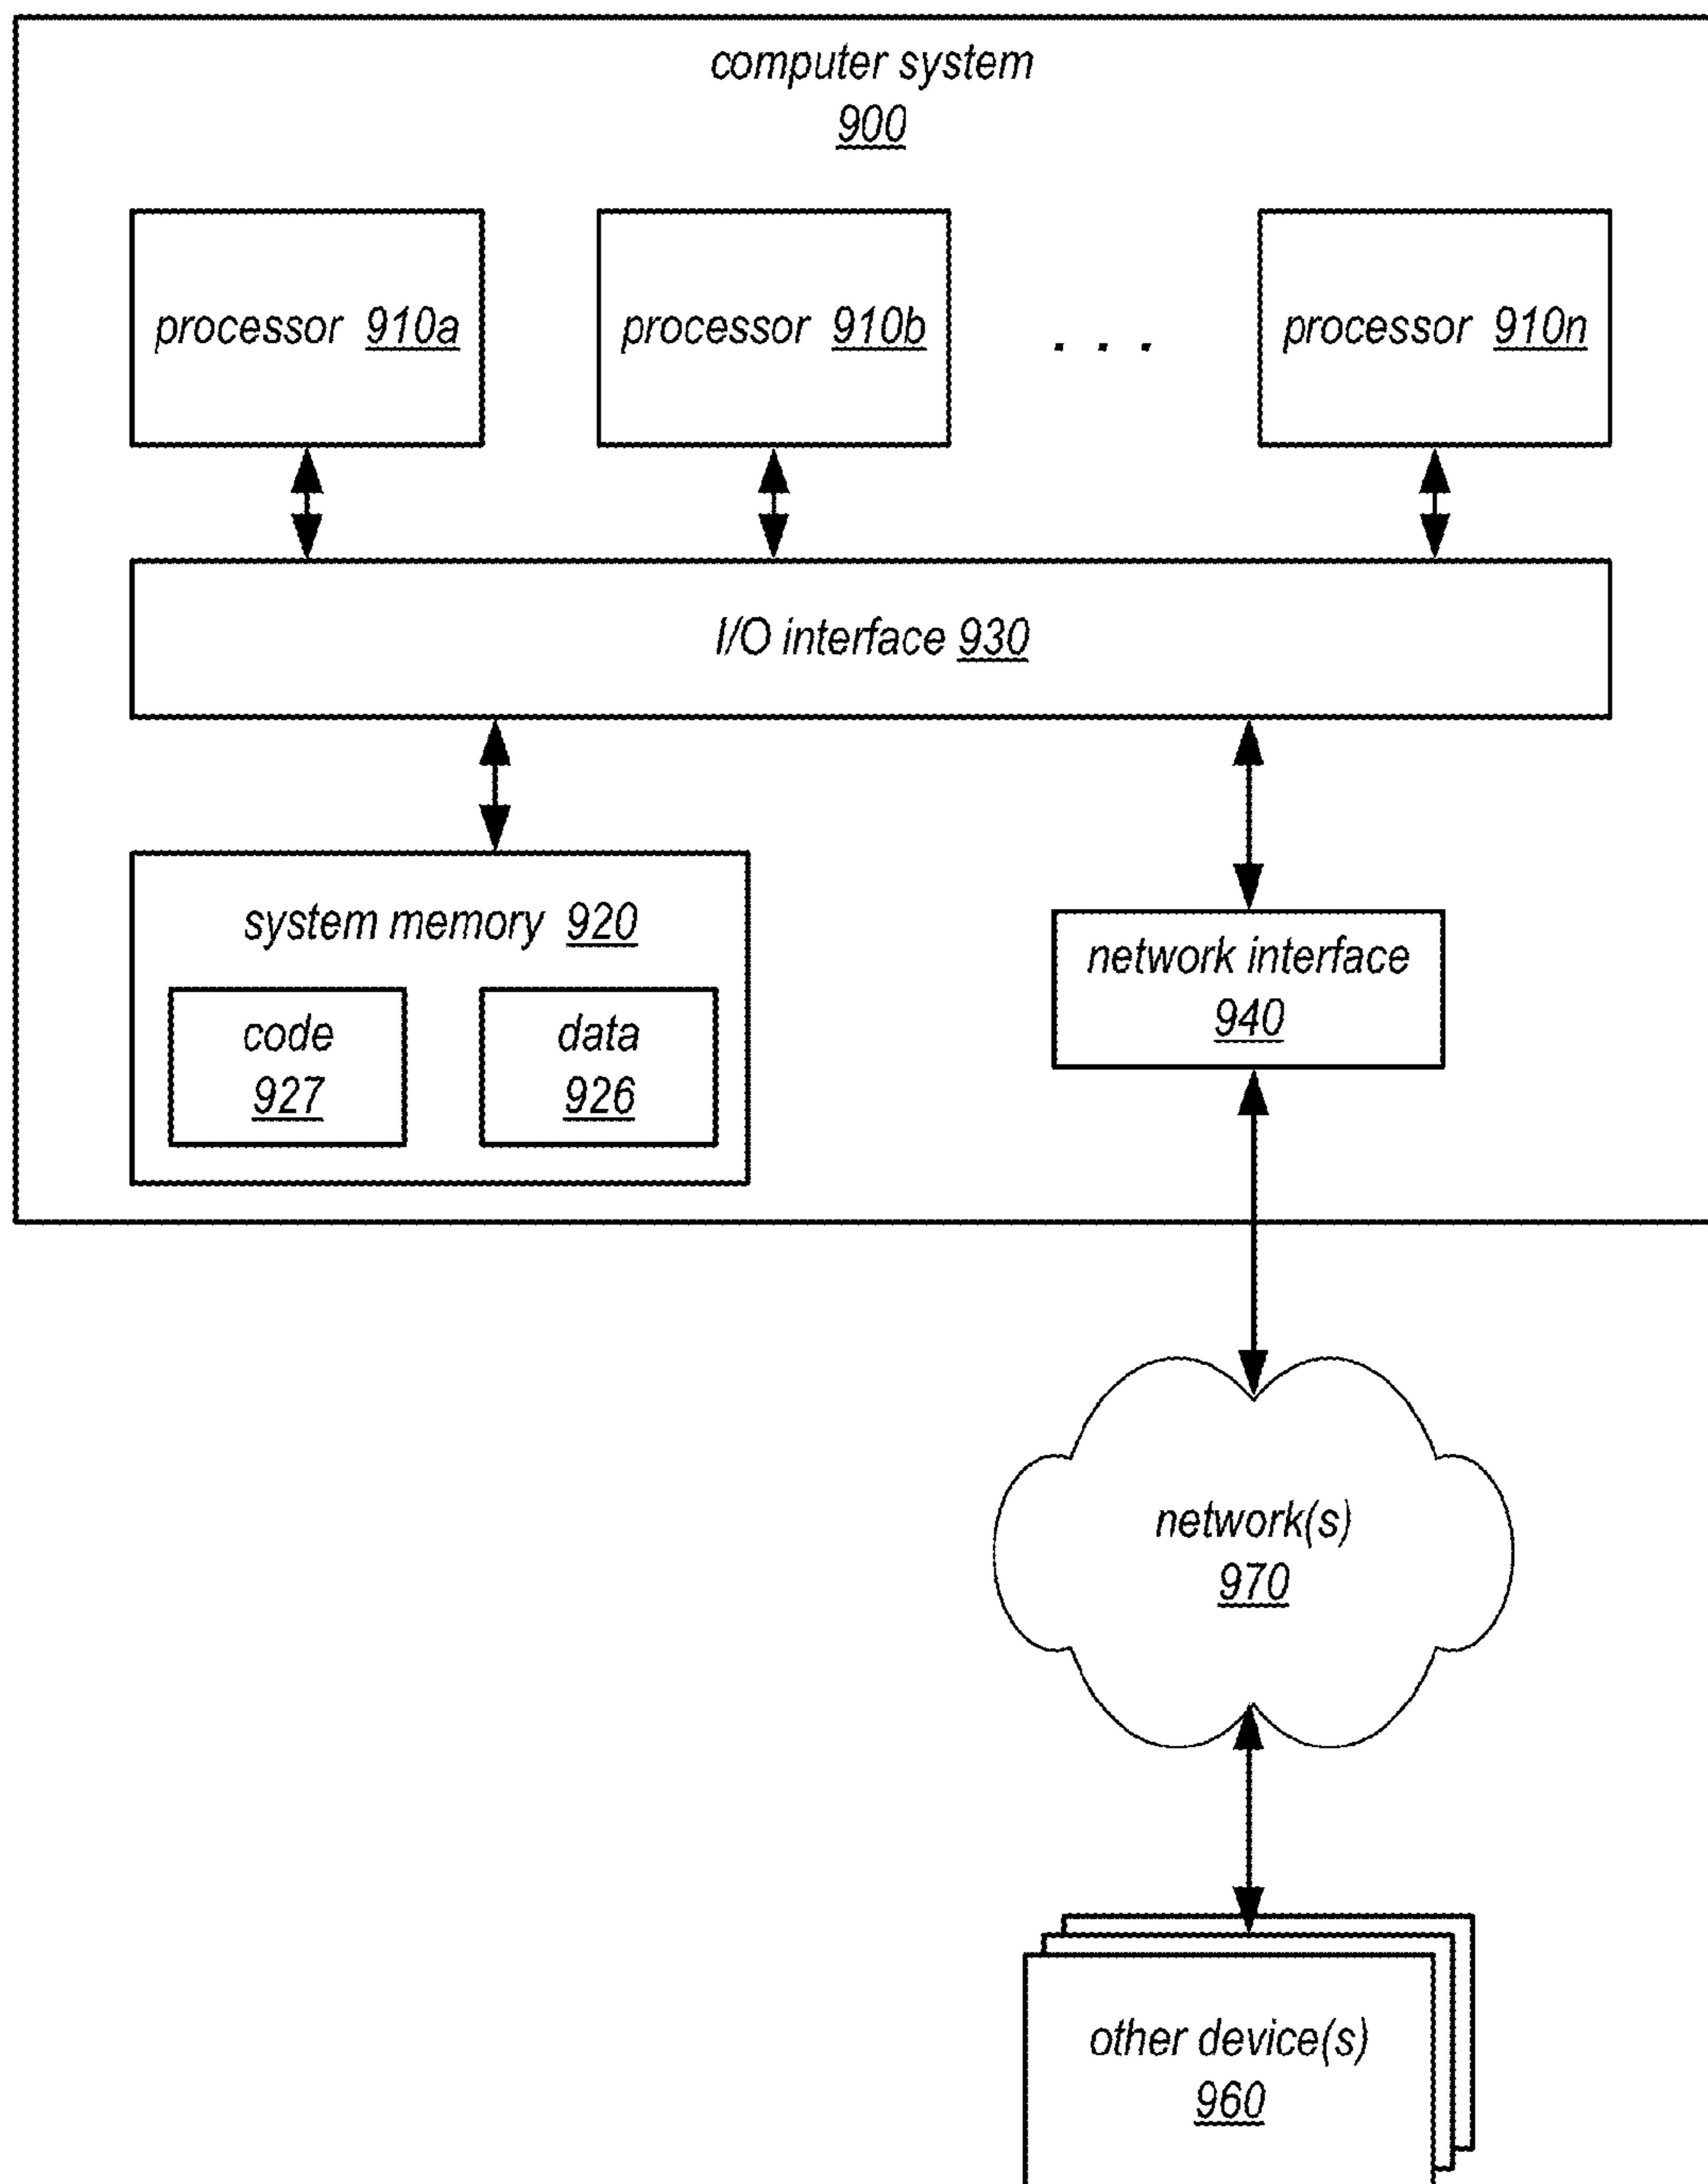 computer system
900
processor 910a
processor 910b
. . .
processor 910n
I/O interface 930
system memory 920
code
927
data
926
network interface
940
network(s)
970
other device(s)
960